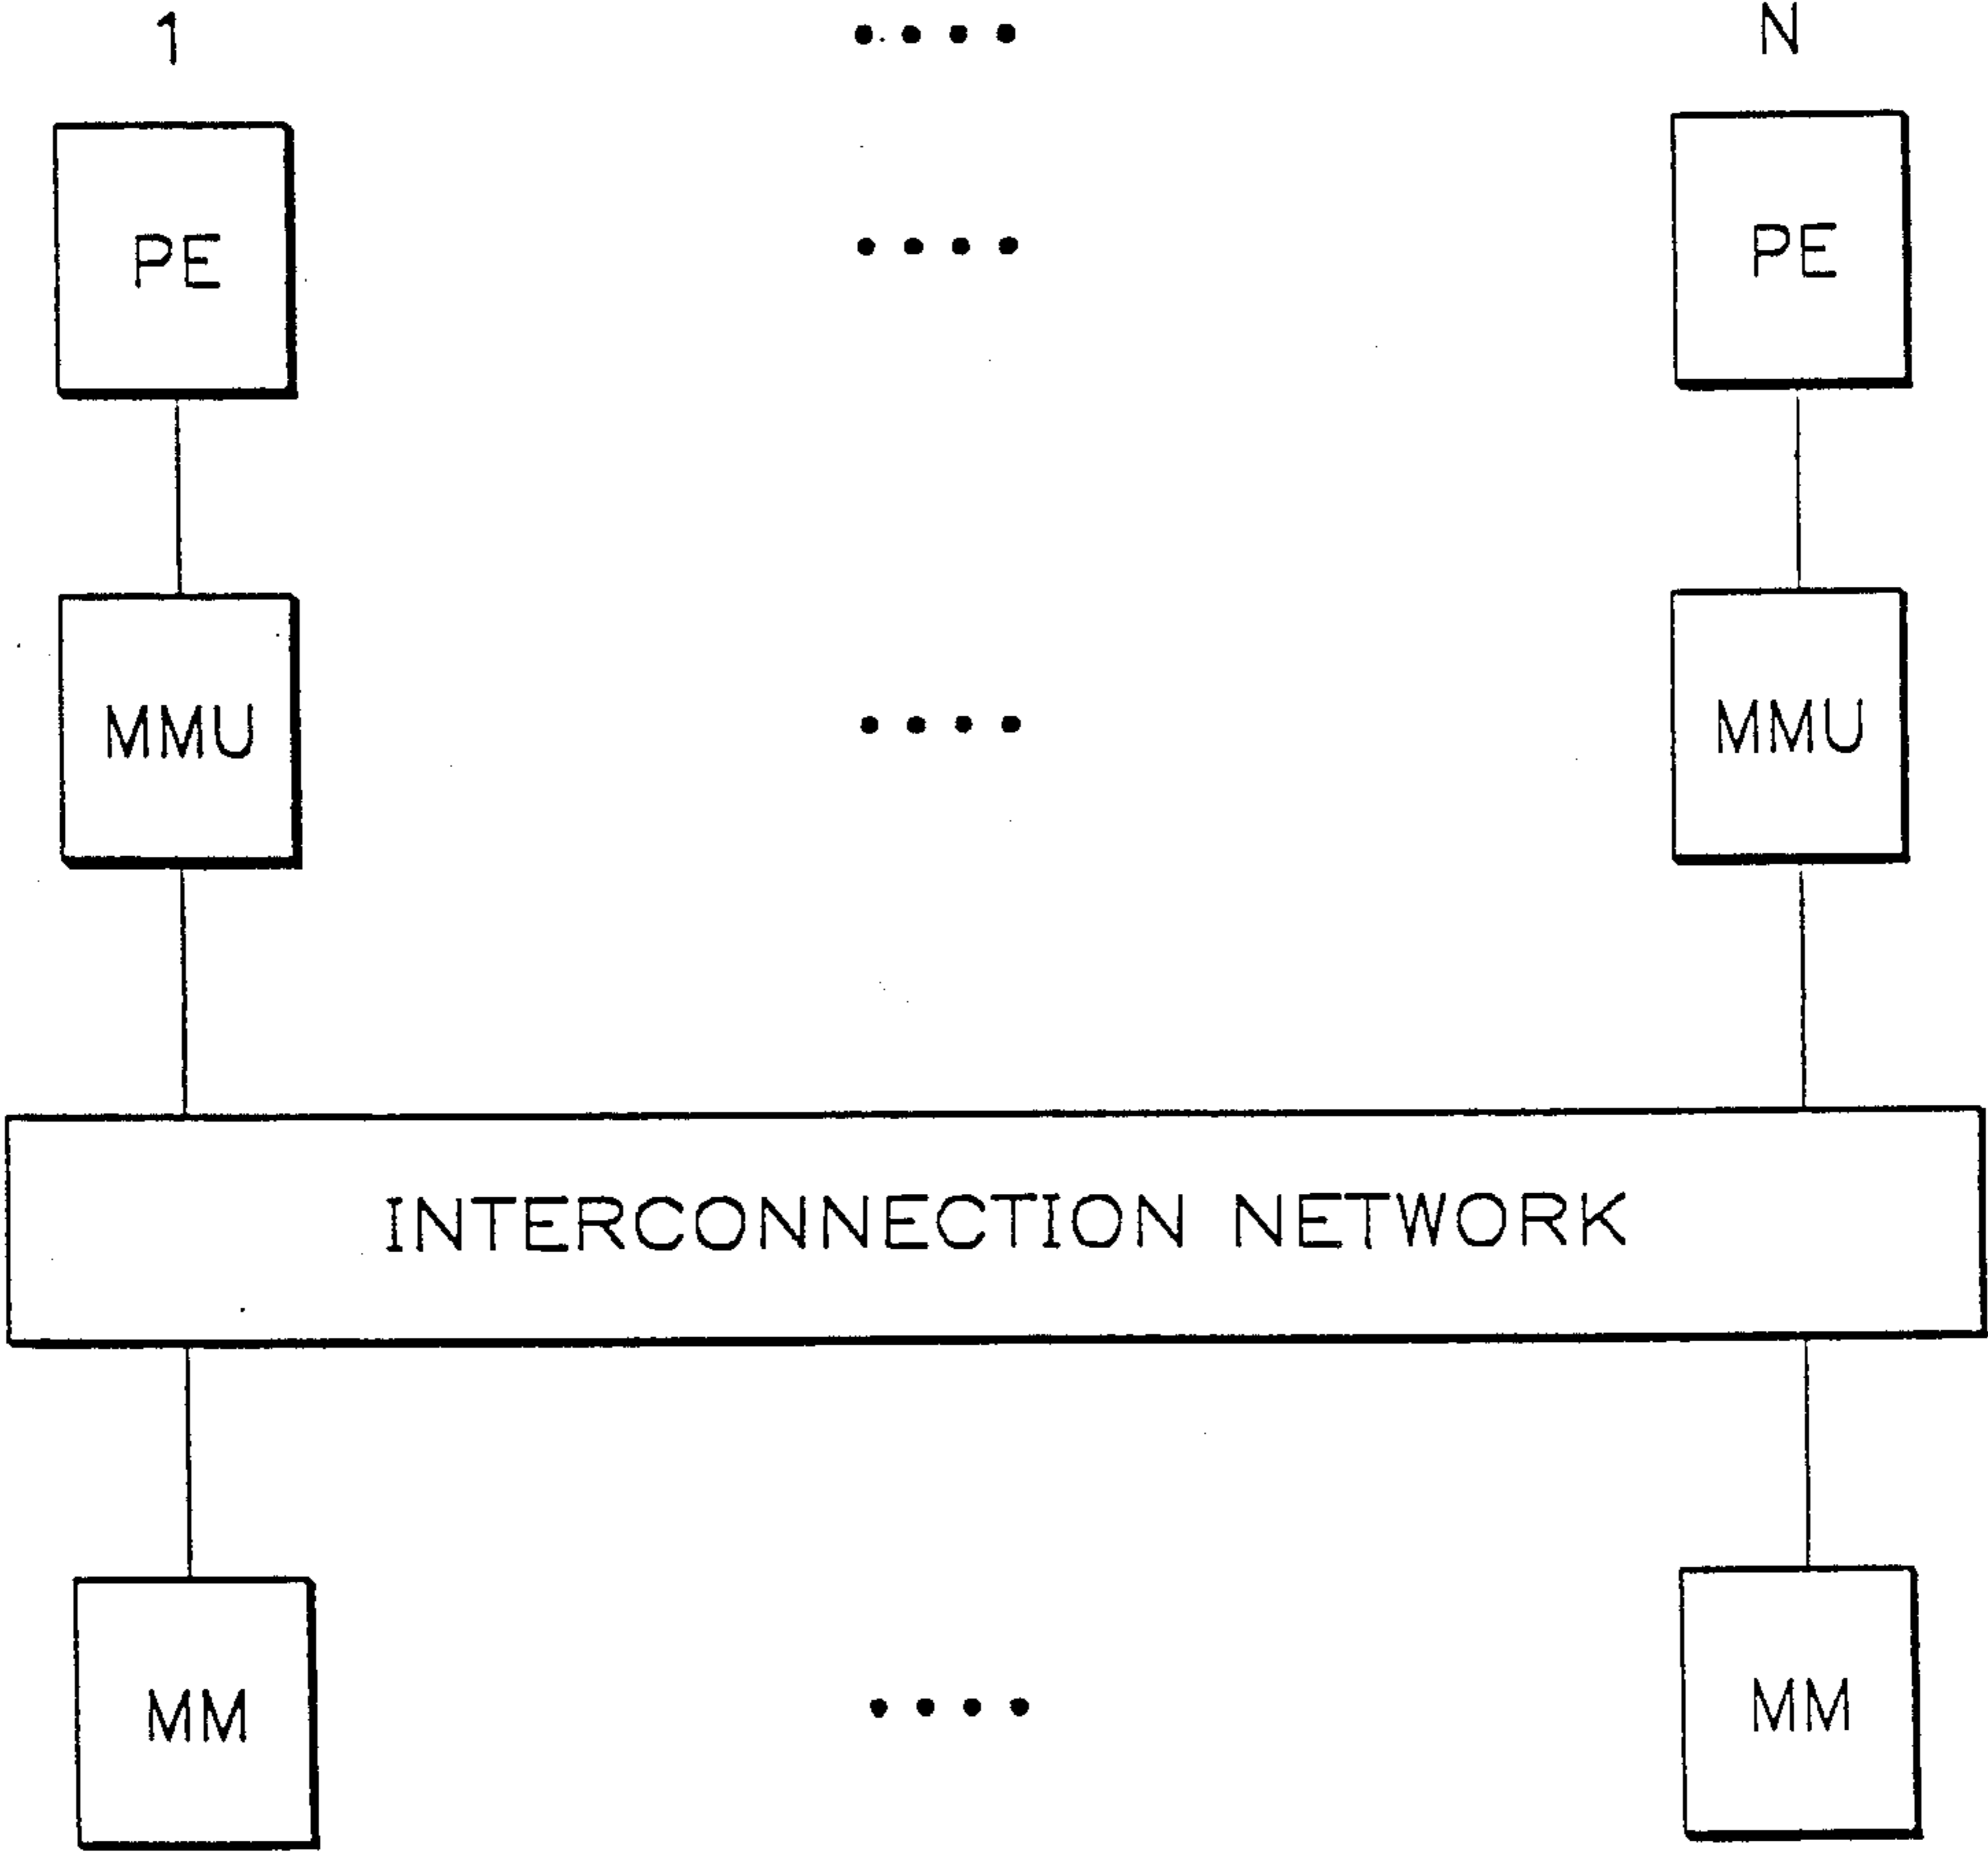 1 .... N
PE .... PE
MMU .... MMU
INTERCONNECTION NETWORK
MM .... MM